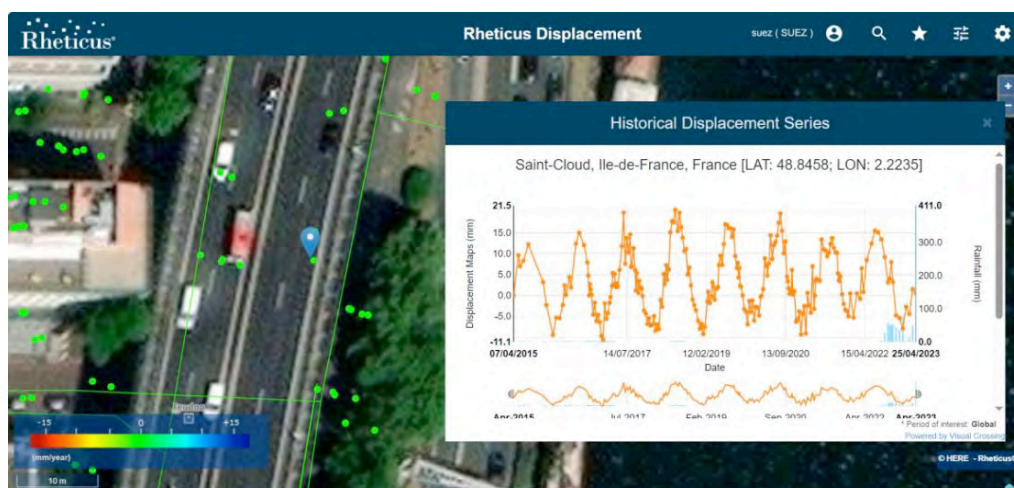 Rheticus®
Rheticus Displacement
suez ( SUEZ )
+
−
Historical Displacement Series
×
Saint-Cloud, Ile-de-France, France [LAT: 48.8458; LON: 2.2235]
Displacement Maps (mm)
21.5
15.0
10.0
5.0
0.0
-5.0
-11.1
411.0
300.0
200.0
100.0
0.0
Rainfall (mm)
07/04/2015 14/07/2017 12/02/2019 13/09/2020 15/04/2022 25/04/2023
Date
Apr-2015 Jul-2017 Feb-2019 Sep-2020 Apr-2022 Apr-2023
* Period of interest: Global
Powered by Visual Crossing
-15 0 +15
(mm/year)
10 m
© HERE - Rheticus®